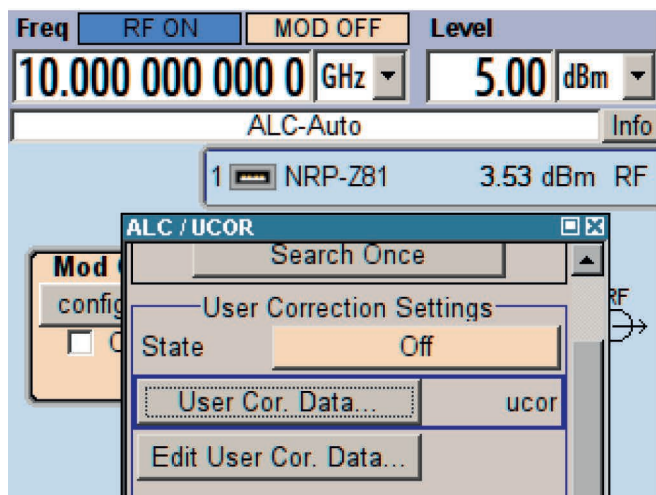 Freq RF ON MOD OFF Level
10.000 000 000 0 GHz 5.00 dBm
ALC-Auto Info
1 NRP-Z81 3.53 dBm RF
ALC / UCOR
Search Once
Mod
config
RF
User Correction Settings
State Off
User Cor. Data... ucor
Edit User Cor. Data...